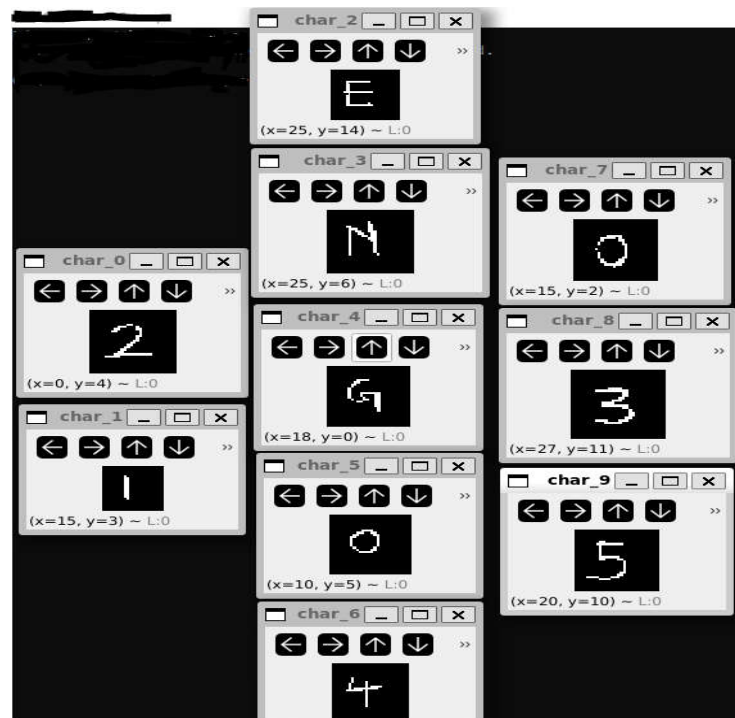 char_2
»
d.
E
(x=25, y=14) ~ L:0
char_3
»
N
(x=25, y=6) ~ L:0
char_7
»
0
(x=15, y=2) ~ L:0
char_0
»
2
(x=0, y=4) ~ L:0
char_4
»
G
(x=18, y=0) ~ L:0
char_8
»
3
(x=27, y=11) ~ L:0
char_1
»
1
(x=15, y=3) ~ L:0
char_5
»
0
(x=10, y=5) ~ L:0
char_9
»
5
(x=20, y=10) ~ L:0
char_6
»
4